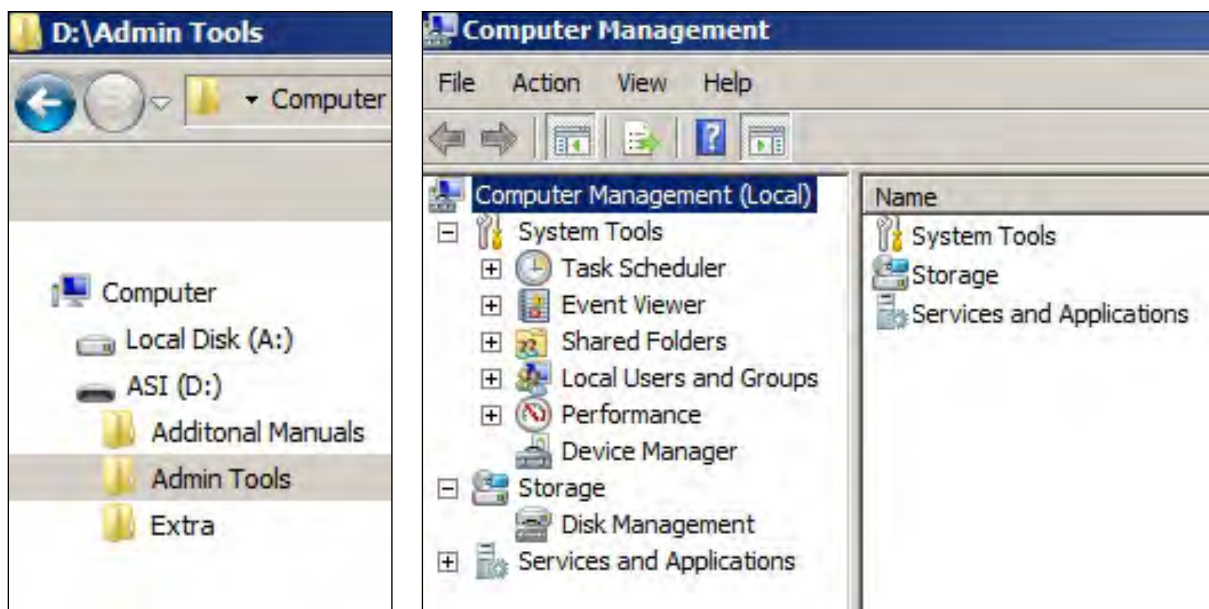 D:\Admin Tools
Computer
Computer
Local Disk (A:)
ASI (D:)
Additonal Manuals
Admin Tools
Extra
Computer Management
File Action View Help
Computer Management (Local)
System Tools
Task Scheduler
Event Viewer
Shared Folders
Local Users and Groups
Performance
Device Manager
Storage
Disk Management
Services and Applications
Name
System Tools
Storage
Services and Applications